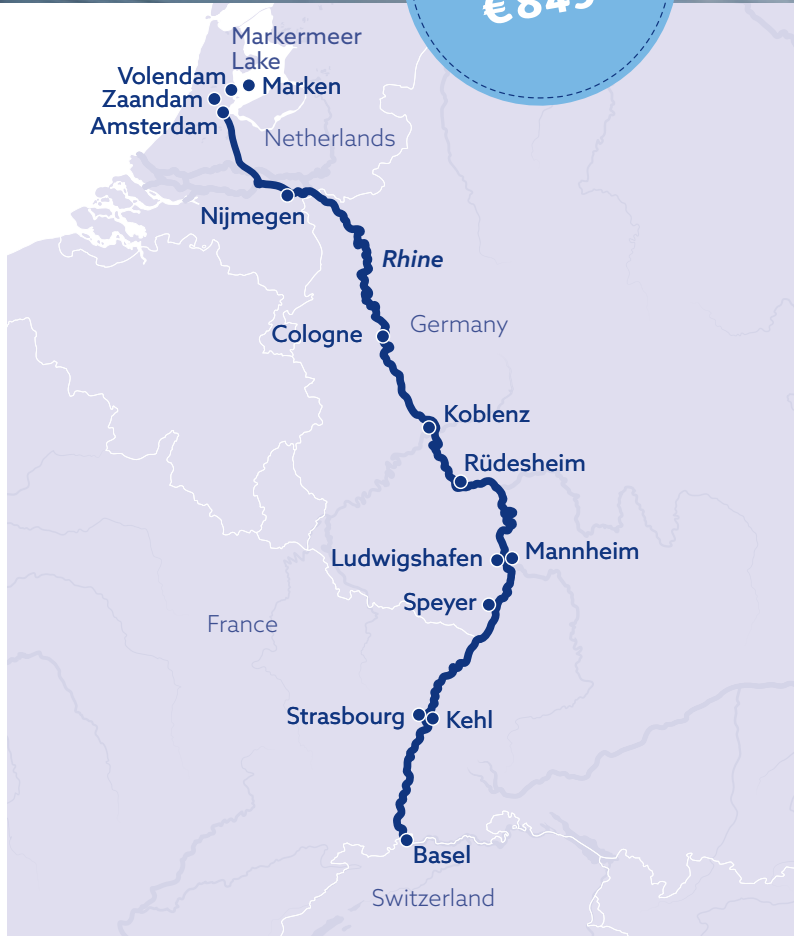 Markermeer
Lake
Volendam
Marken
Zaandam
Amsterdam
Netherlands
Nijmegen
Rhine
Germany
Cologne
Koblenz
Rüdesheim
Mannheim
Ludwigshafen
Speyer
France
Strasbourg
Kehl
Basel
Switzerland